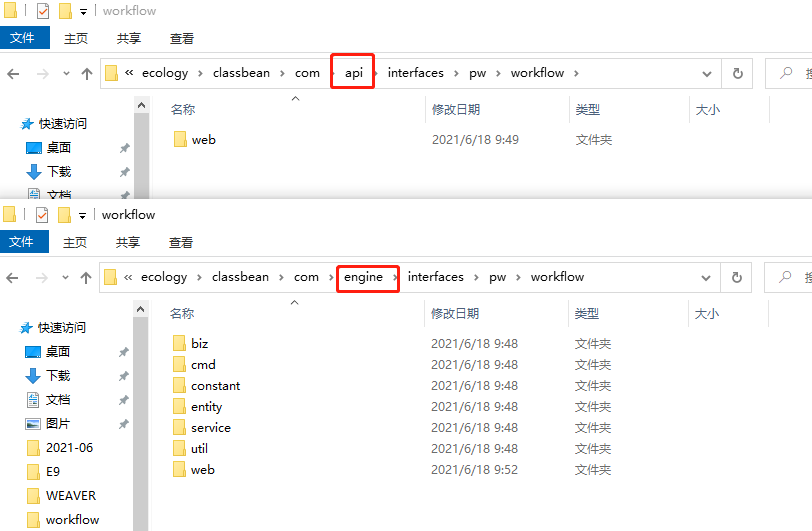 workflow
文件 主页 共享 查看
« ecology › classbean › com › api › interfaces › pw › workflow ›
名称 修改日期 类型 大小
快速访问
web 2021/6/18 9:49 文件夹
桌面
下载
文档
workflow
文件 主页 共享 查看
« ecology › classbean › com › engine › interfaces › pw › workflow
名称 修改日期 类型 大小
快速访问
biz 2021/6/18 9:48 文件夹
桌面
cmd 2021/6/18 9:48 文件夹
下载
constant 2021/6/18 9:48 文件夹
文档
entity 2021/6/18 9:48 文件夹
图片
service 2021/6/18 9:48 文件夹
2021-06
util 2021/6/18 9:48 文件夹
E9
web 2021/6/18 9:52 文件夹
WEAVER
workflow